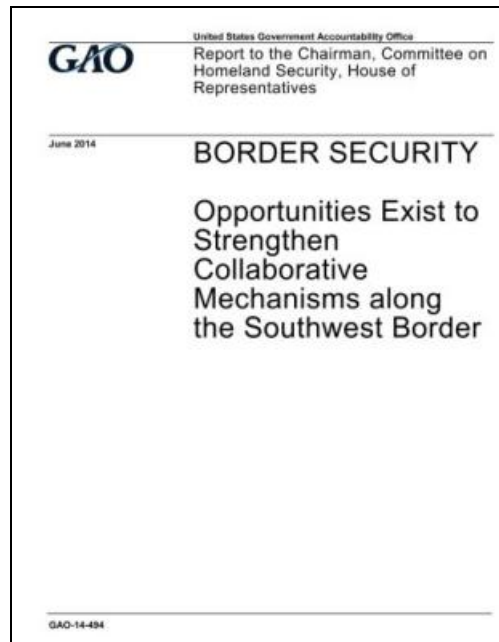 United States Government Accountability Office
GAO
Report to the Chairman, Committee on
Homeland Security, House of
Representatives
June 2014
BORDER SECURITY
Opportunities Exist to
Strengthen
Collaborative
Mechanisms along
the Southwest Border
GAO-14-494